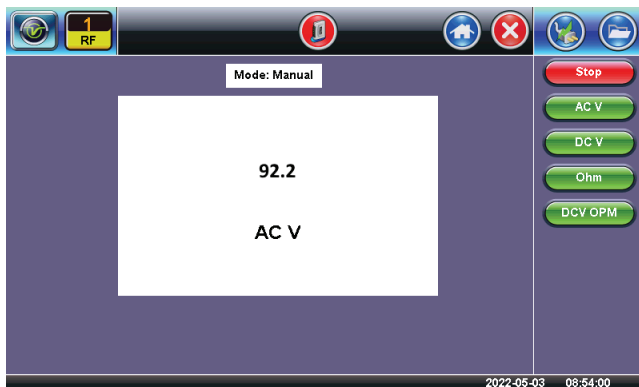 1
RF
Mode: Manual
92.2
AC V
Stop
AC V
DC V
Ohm
DCV OPM
2022-05-03 08:54:00